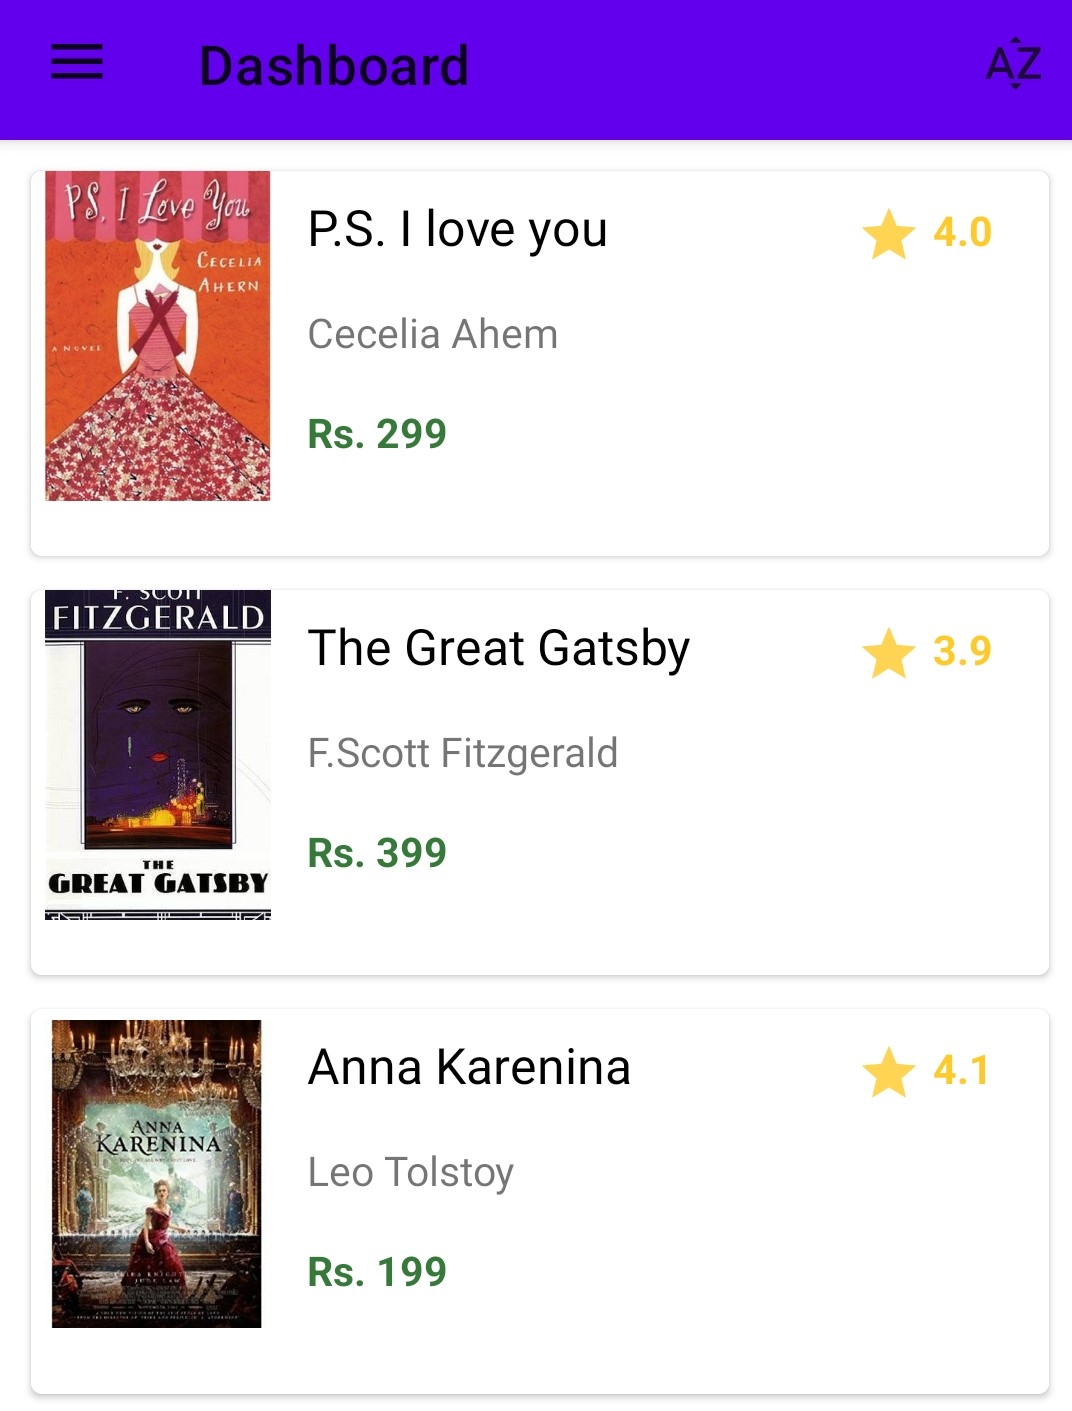 Dashboard
AZ
P.S. I Love You
CECELIA
AHERN
A NOVEL
P.S. I love you
4.0
Cecelia Ahem
Rs. 299
F. SCOTT
FITZGERALD
THE
GREAT GATSBY
The Great Gatsby
3.9
F.Scott Fitzgerald
Rs. 399
ANNA
KARENINA
Anna Karenina
4.1
Leo Tolstoy
Rs. 199